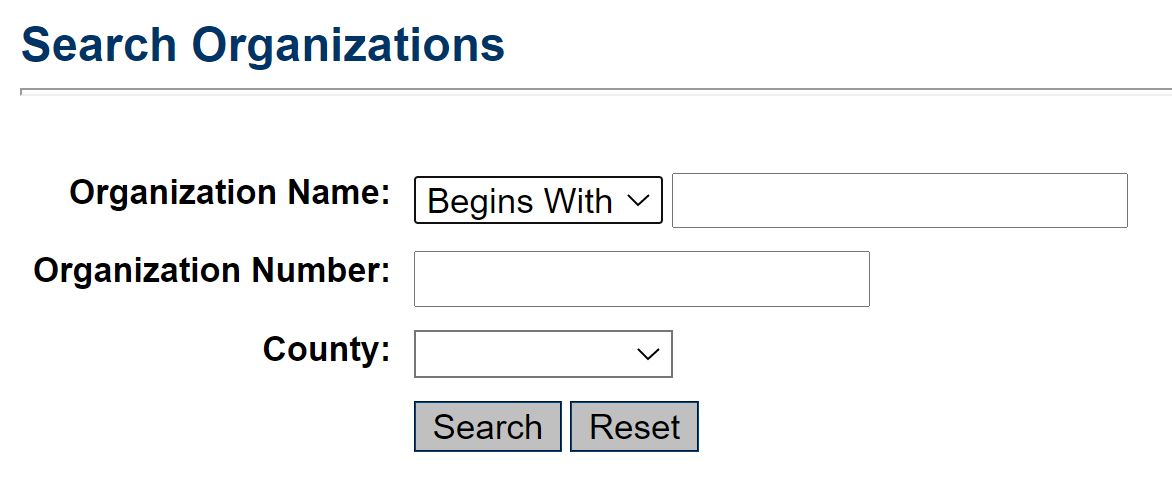 Search Organizations
Organization Name: Begins With
Organization Number:
County:
Search Reset